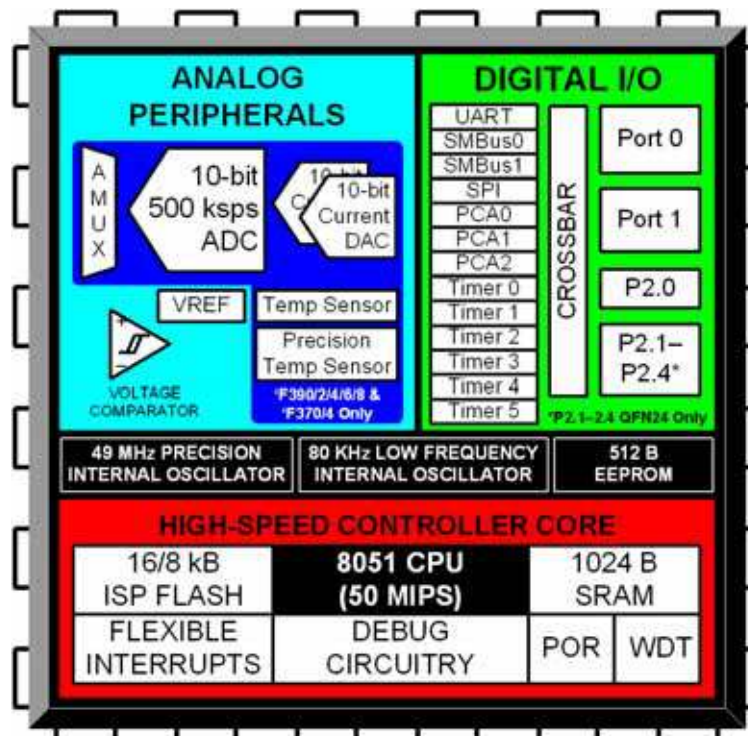 ANALOG
PERIPHERALS
A
M
U
X
10-bit
500 ksps
ADC
10-bit
C
10-bit
Current
DAC
VREF
Temp Sensor
Precision
Temp Sensor
+
-
VOLTAGE
COMPARATOR
'F390/2/4/6/8 &
'F370/4 Only
DIGITAL I/O
UART
SMBus0
SMBus1
SPI
PCA0
PCA1
PCA2
Timer 0
Timer 1
Timer 2
Timer 3
Timer 4
Timer 5
CROSSBAR
Port 0
Port 1
P2.0
P2.1–
P2.4*
*P2.1–2.4 QFN24 Only
49 MHz PRECISION
INTERNAL OSCILLATOR
80 KHz LOW FREQUENCY
INTERNAL OSCILLATOR
512 B
EEPROM
HIGH-SPEED CONTROLLER CORE
16/8 kB
ISP FLASH
8051 CPU
(50 MIPS)
1024 B
SRAM
FLEXIBLE
INTERRUPTS
DEBUG
CIRCUITRY
POR
WDT